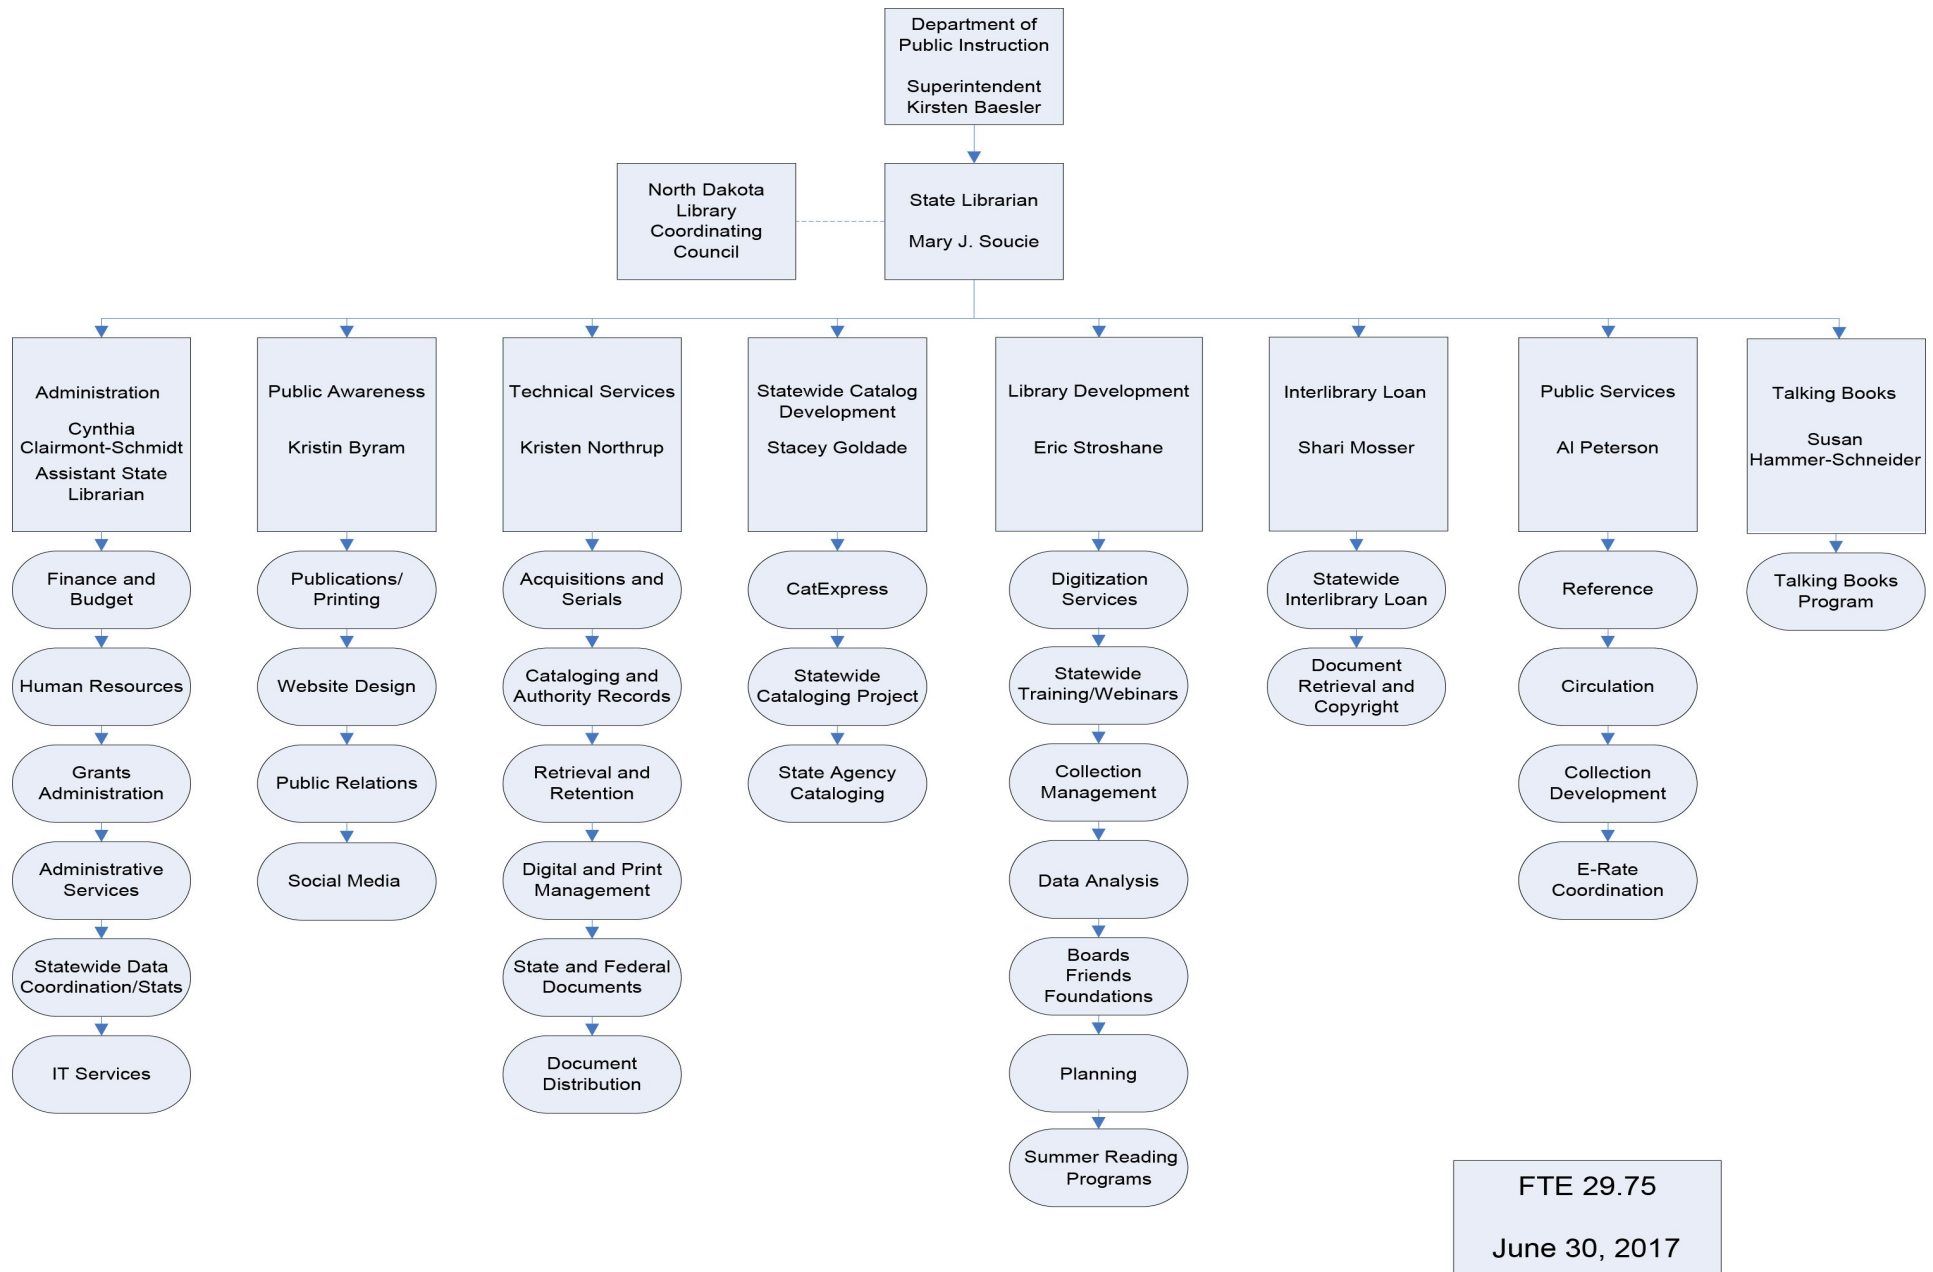 Department of
Public Instruction
Superintendent
Kirsten Baesler
North Dakota
Library
Coordinating
Council
State Librarian
Mary J. Soucie
Administration
Cynthia
Clairmont-Schmidt
Assistant State
Librarian
Public Awareness
Kristin Byram
Technical Services
Kristen Northrup
Statewide Catalog
Development
Stacey Goldade
Library Development
Eric Stroshane
Interlibrary Loan
Shari Mosser
Public Services
Al Peterson
Talking Books
Susan
Hammer-Schneider
Finance and
Budget
Human Resources
Grants
Administration
Administrative
Services
Statewide Data
Coordination/Stats
IT Services
Publications/
Printing
Website Design
Public Relations
Social Media
Acquisitions and
Serials
Cataloging and
Authority Records
Retrieval and
Retention
Digital and Print
Management
State and Federal
Documents
Document
Distribution
CatExpress
Statewide
Cataloging Project
State Agency
Cataloging
Digitization
Services
Statewide
Training/Webinars
Collection
Management
Data Analysis
Boards
Friends
Foundations
Planning
Summer Reading
Programs
Statewide
Interlibrary Loan
Document
Retrieval and
Copyright
Reference
Circulation
Collection
Development
E-Rate
Coordination
Talking Books
Program
FTE 29.75
June 30, 2017